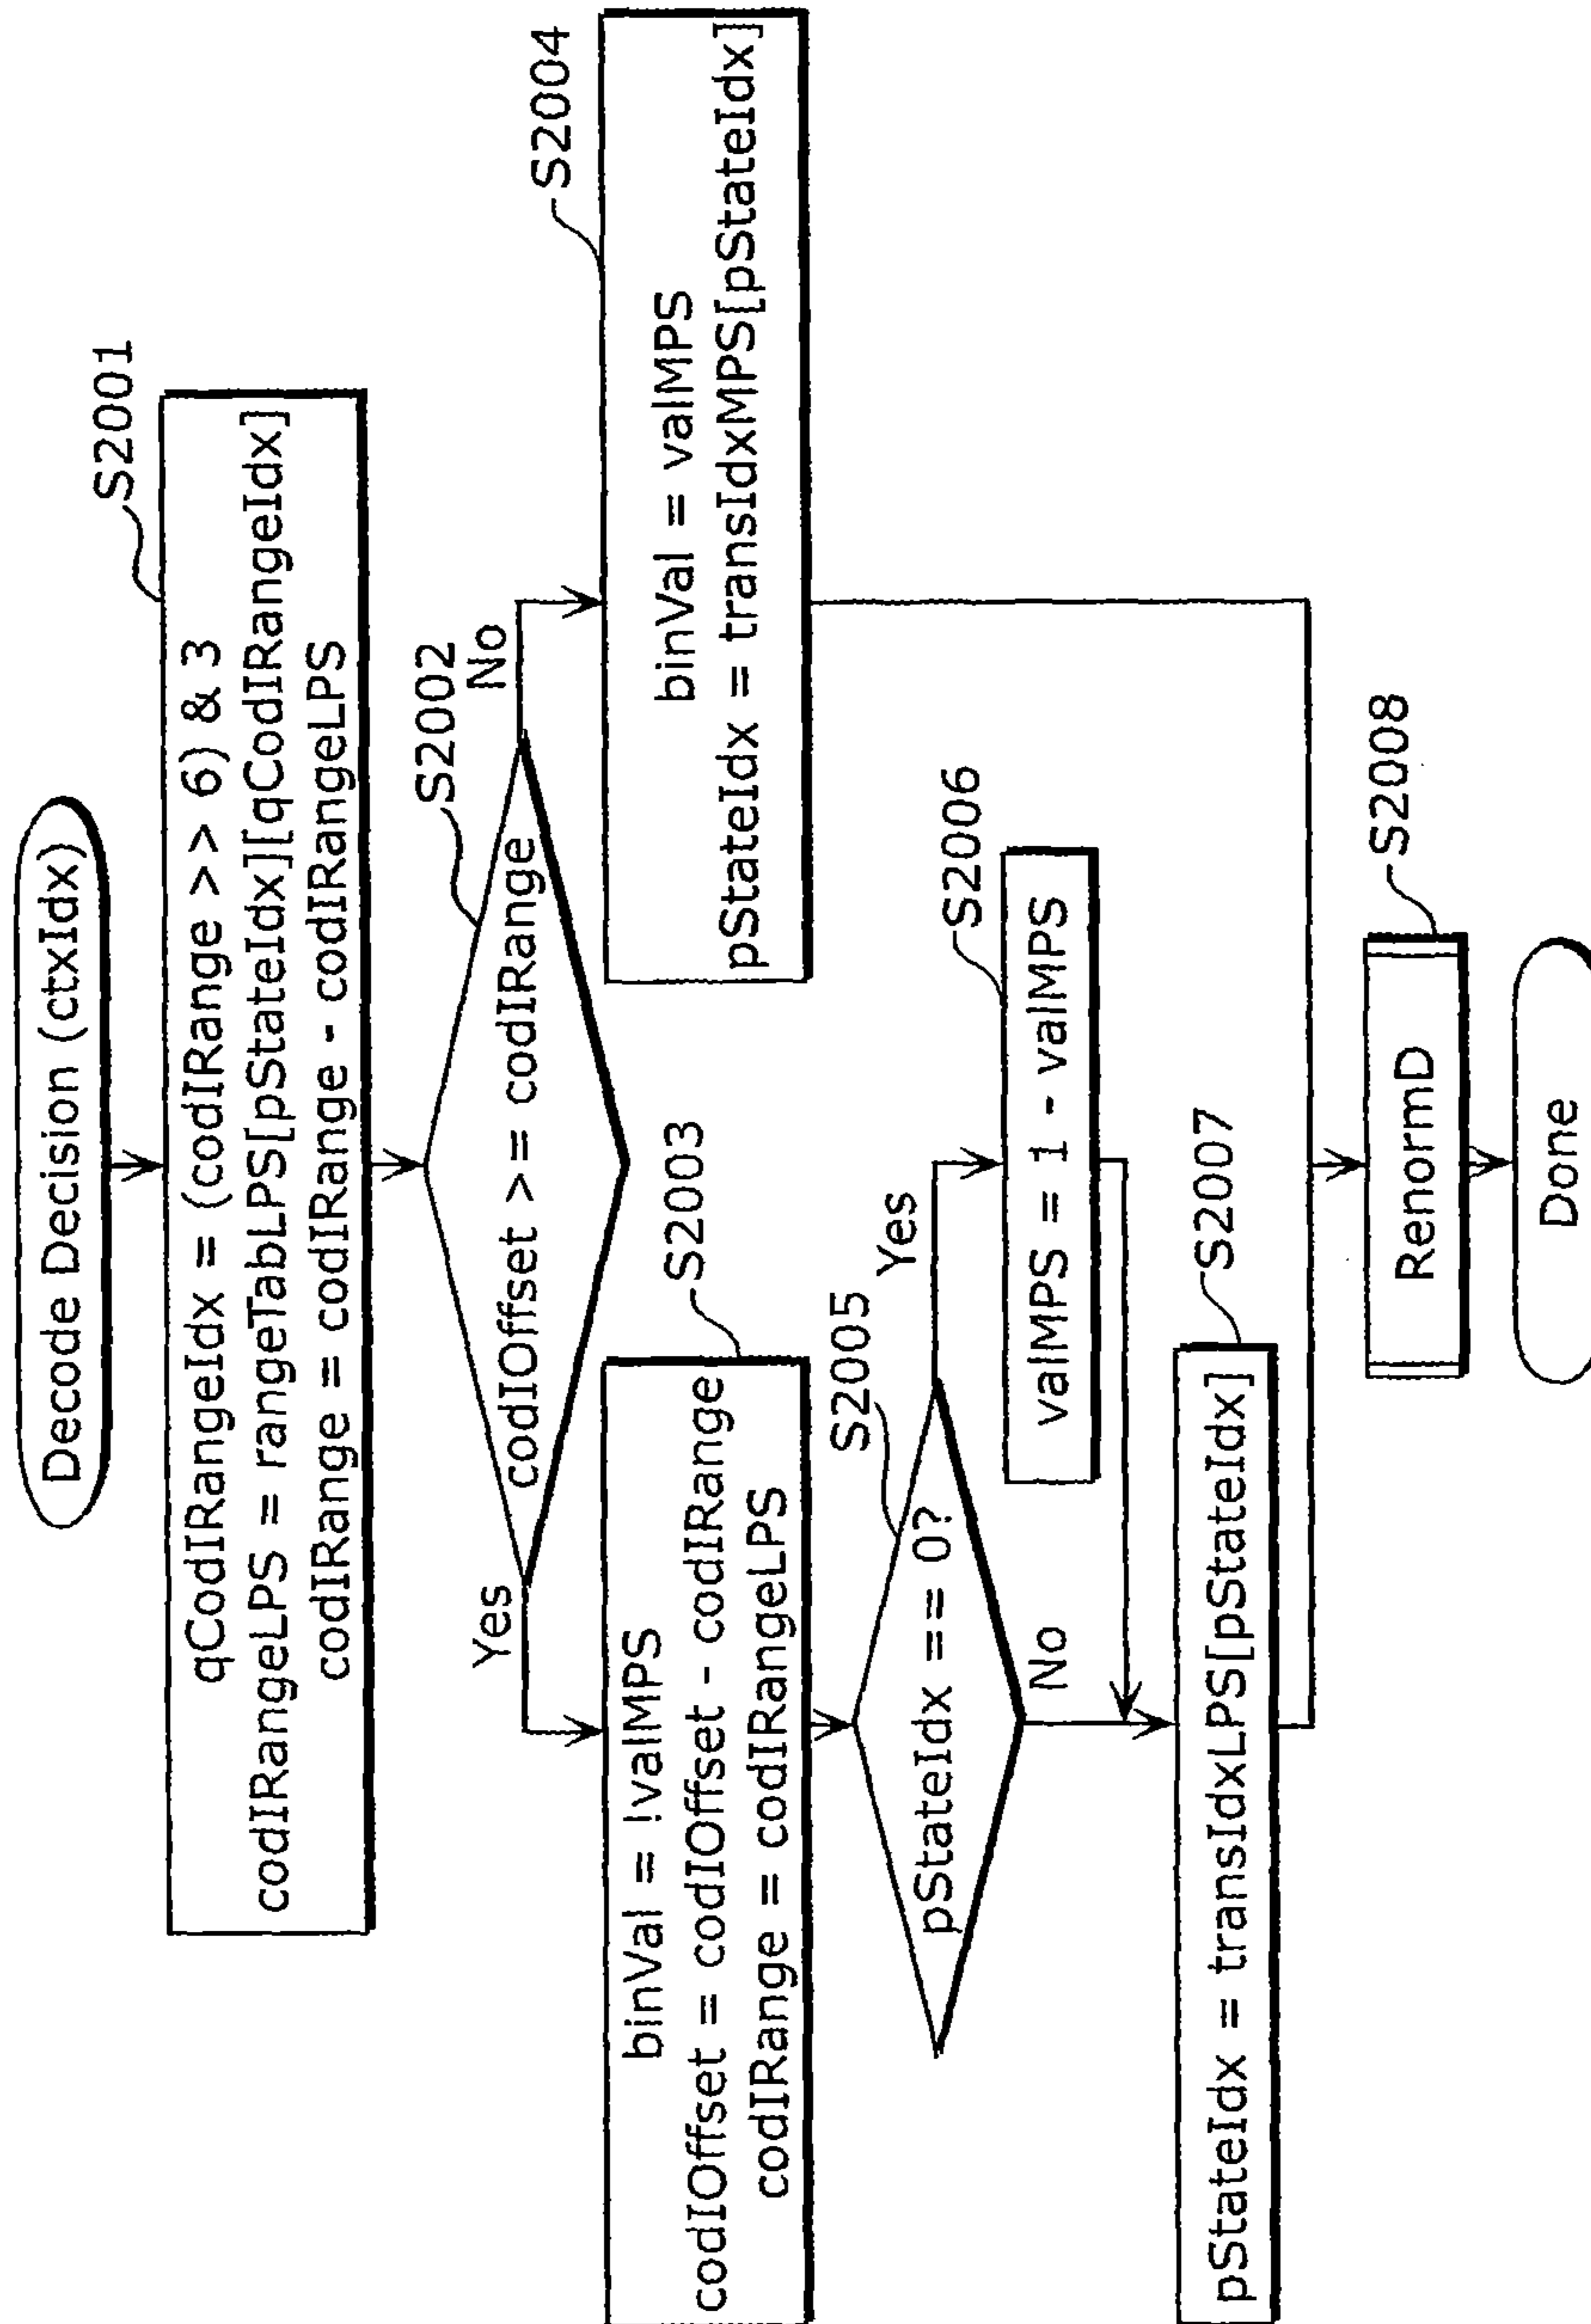 Decode Decision (ctxIdx)
S2001
qCodIRangeIdx = (codIRange >> 6) & 3
codIRangeLPS = rangeTabLPS[pStateIdx][qCodIRangeIdx]
codIRange = codIRange - codIRangeLPS
S2002
codIOffset >= codIRange
Yes
No
S2003
binVal = !valMPS
codIOffset = codIOffset - codIRange
codIRange = codIRangeLPS
S2004
binVal = valMPS
pStateIdx = transIdxMPS[pStateIdx]
S2005
pStateIdx == 0?
Yes
No
S2006
valMPS = 1 - valMPS
S2007
pStateIdx = transIdxLPS[pStateIdx]
S2008
RenormD
Done